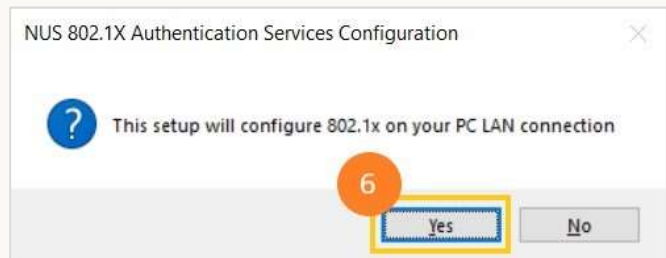 NUS 802.1X Authentication Services Configuration
?
This setup will configure 802.1x on your PC LAN connection
6
Yes No